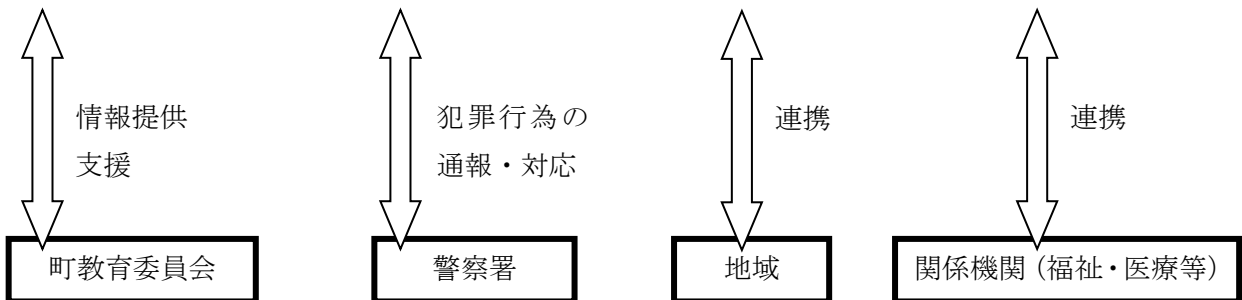 情報提供
支援
犯罪行為の
通報・対応
連携
連携
町教育委員会
警察署
地域
関係機関（福祉・医療等）